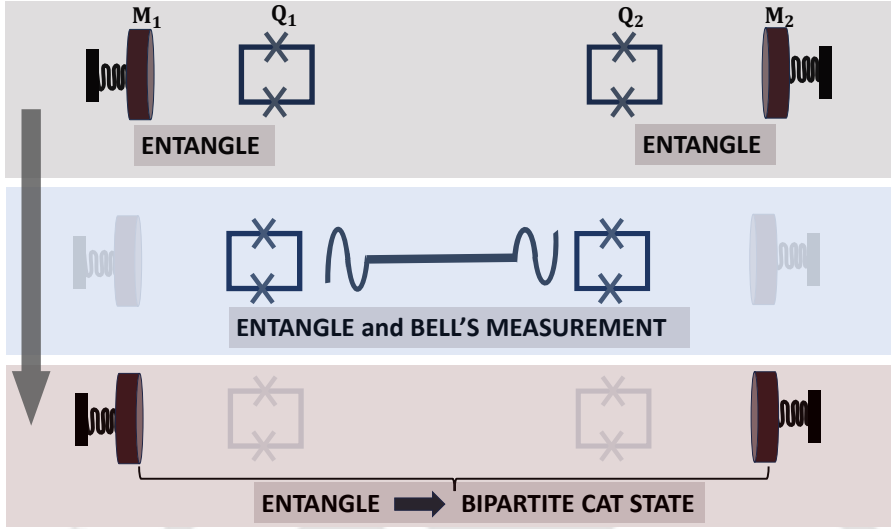 M₁ Q₁ Q₂ M₂
ENTANGLE ENTANGLE
ENTANGLE and BELL'S MEASUREMENT
ENTANGLE BIPARTITE CAT STATE